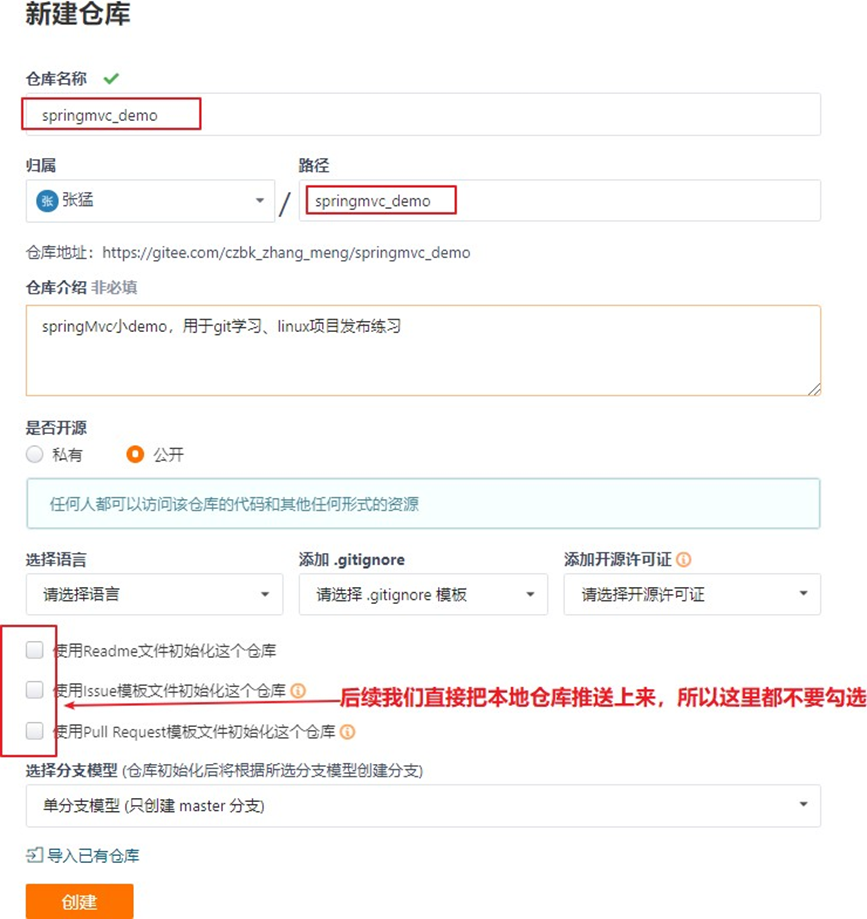 新建仓库
仓库名称
springmvc_demo
归属 路径
张 张猛 / springmvc_demo
仓库地址：https://gitee.com/czbk_zhang_meng/springmvc_demo
仓库介绍 非必填
springMvc小demo，用于git学习、linux项目发布练习
是否开源
私有 公开
任何人都可以访问该仓库的代码和其他任何形式的资源
选择语言 添加 .gitignore 添加开源许可证
请选择语言 请选择 .gitignore 模板 请选择开源许可证
使用Readme文件初始化这个仓库
使用Issue模板文件初始化这个仓库
后续我们直接把本地仓库推送上来，所以这里都不要勾选
使用Pull Request模板文件初始化这个仓库
选择分支模型 (仓库初始化后将根据所选分支模型创建分支)
单分支模型 (只创建 master 分支)
导入已有仓库
创建